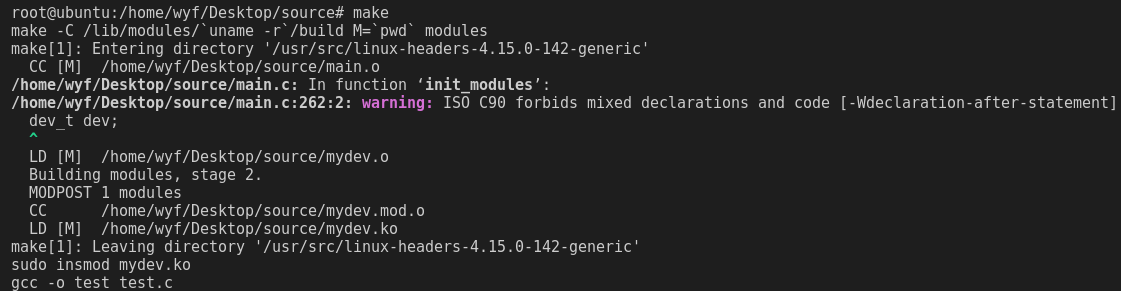 root@ubuntu:/home/wyf/Desktop/source# make
make -C /lib/modules/`uname -r`/build M=`pwd` modules
make[1]: Entering directory '/usr/src/linux-headers-4.15.0-142-generic'
  CC [M]  /home/wyf/Desktop/source/main.o
/home/wyf/Desktop/source/main.c: In function ‘init_modules’:
/home/wyf/Desktop/source/main.c:262:2: warning: ISO C90 forbids mixed declarations and code [-Wdeclaration-after-statement]
  dev_t dev;
  ^
  LD [M]  /home/wyf/Desktop/source/mydev.o
  Building modules, stage 2.
  MODPOST 1 modules
  CC      /home/wyf/Desktop/source/mydev.mod.o
  LD [M]  /home/wyf/Desktop/source/mydev.ko
make[1]: Leaving directory '/usr/src/linux-headers-4.15.0-142-generic'
sudo insmod mydev.ko
gcc -o test test.c